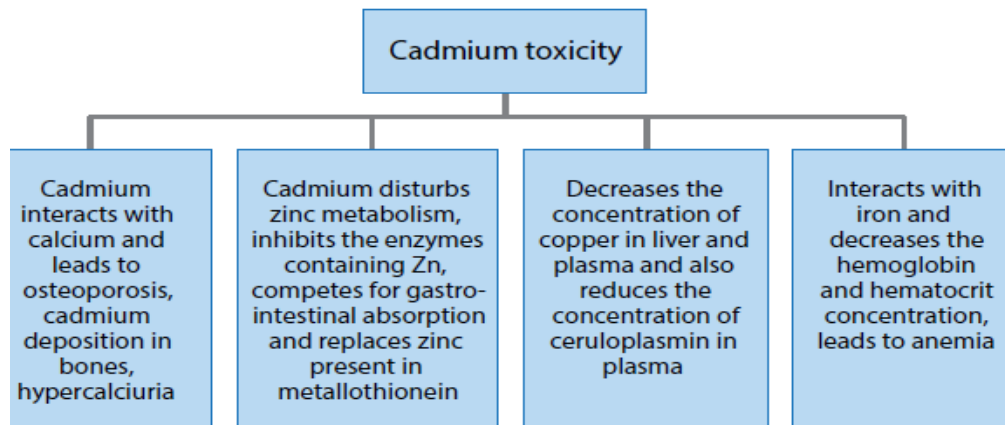 Cadmium toxicity
Cadmium
interacts with
calcium and
leads to
osteoporosis,
cadmium
deposition in
bones,
hypercalciuria
Cadmium disturbs
zinc metabolism,
inhibits the enzymes
containing Zn,
competes for gastro-
intestinal absorption
and replaces zinc
present in
metallothionein
Decreases the
concentration of
copper in liver and
plasma and also
reduces the
concentration of
ceruloplasmin in
plasma
Interacts with
iron and
decreases the
hemoglobin
and hematocrit
concentration,
leads to anemia